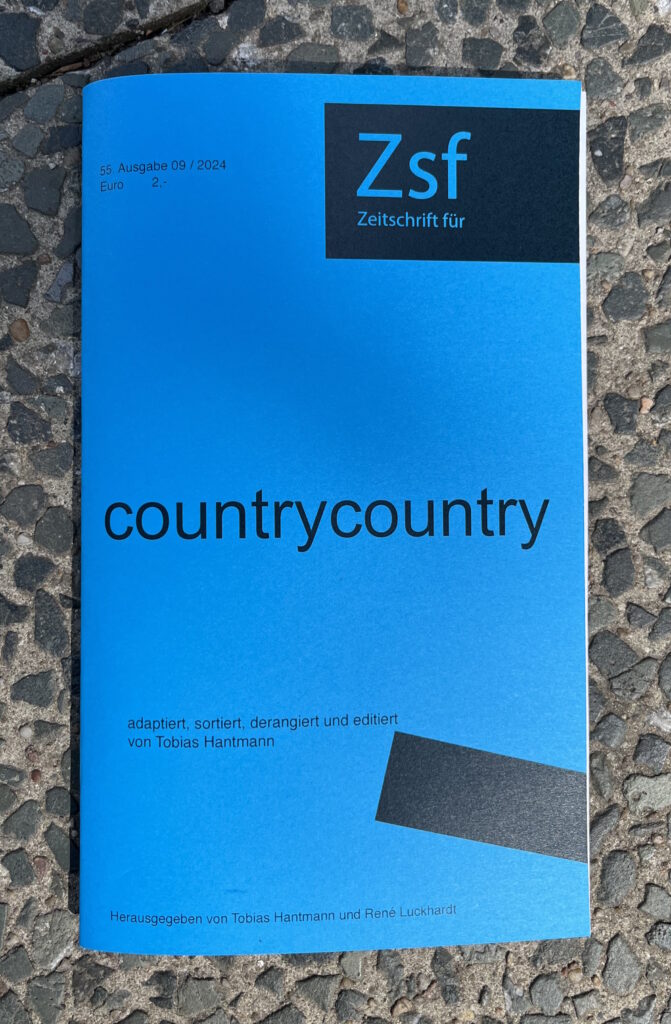 55. Ausgabe 09 / 2024
Euro 2,-
Zsf
Zeitschrift für
countrycountry
adaptiert, sortiert, derangiert und editiert
von Tobias Hantmann
Herausgegeben von Tobias Hantmann und René Luckhardt